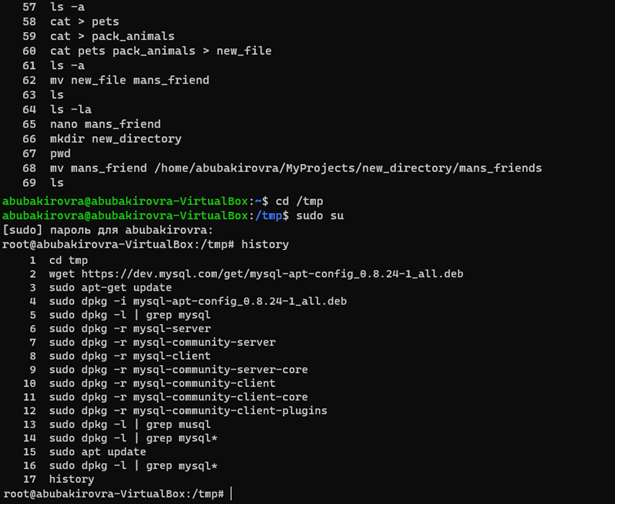 57 ls -a
58 cat > pets
59 cat > pack_animals
60 cat pets pack_animals > new_file
61 ls -a
62 mv new_file mans_friend
63 ls
64 ls -la
65 nano mans_friend
66 mkdir new_directory
67 pwd
68 mv mans_friend /home/abubakirovra/MyProjects/new_directory/mans_friends
69 ls
abubakirovra@abubakirovra-VirtualBox:~$ cd /tmp
abubakirovra@abubakirovra-VirtualBox:/tmp$ sudo su
[sudo] пароль для abubakirovra:
root@abubakirovra-VirtualBox:/tmp# history
1 cd tmp
2 wget https://dev.mysql.com/get/mysql-apt-config_0.8.24-1_all.deb
3 sudo apt-get update
4 sudo dpkg -i mysql-apt-config_0.8.24-1_all.deb
5 sudo dpkg -l | grep mysql
6 sudo dpkg -r mysql-server
7 sudo dpkg -r mysql-community-server
8 sudo dpkg -r mysql-client
9 sudo dpkg -r mysql-community-server-core
10 sudo dpkg -r mysql-community-client
11 sudo dpkg -r mysql-community-client-core
12 sudo dpkg -r mysql-community-client-plugins
13 sudo dpkg -l | grep musql
14 sudo dpkg -l | grep mysql*
15 sudo apt update
16 sudo dpkg -l | grep mysql*
17 history
root@abubakirovra-VirtualBox:/tmp#